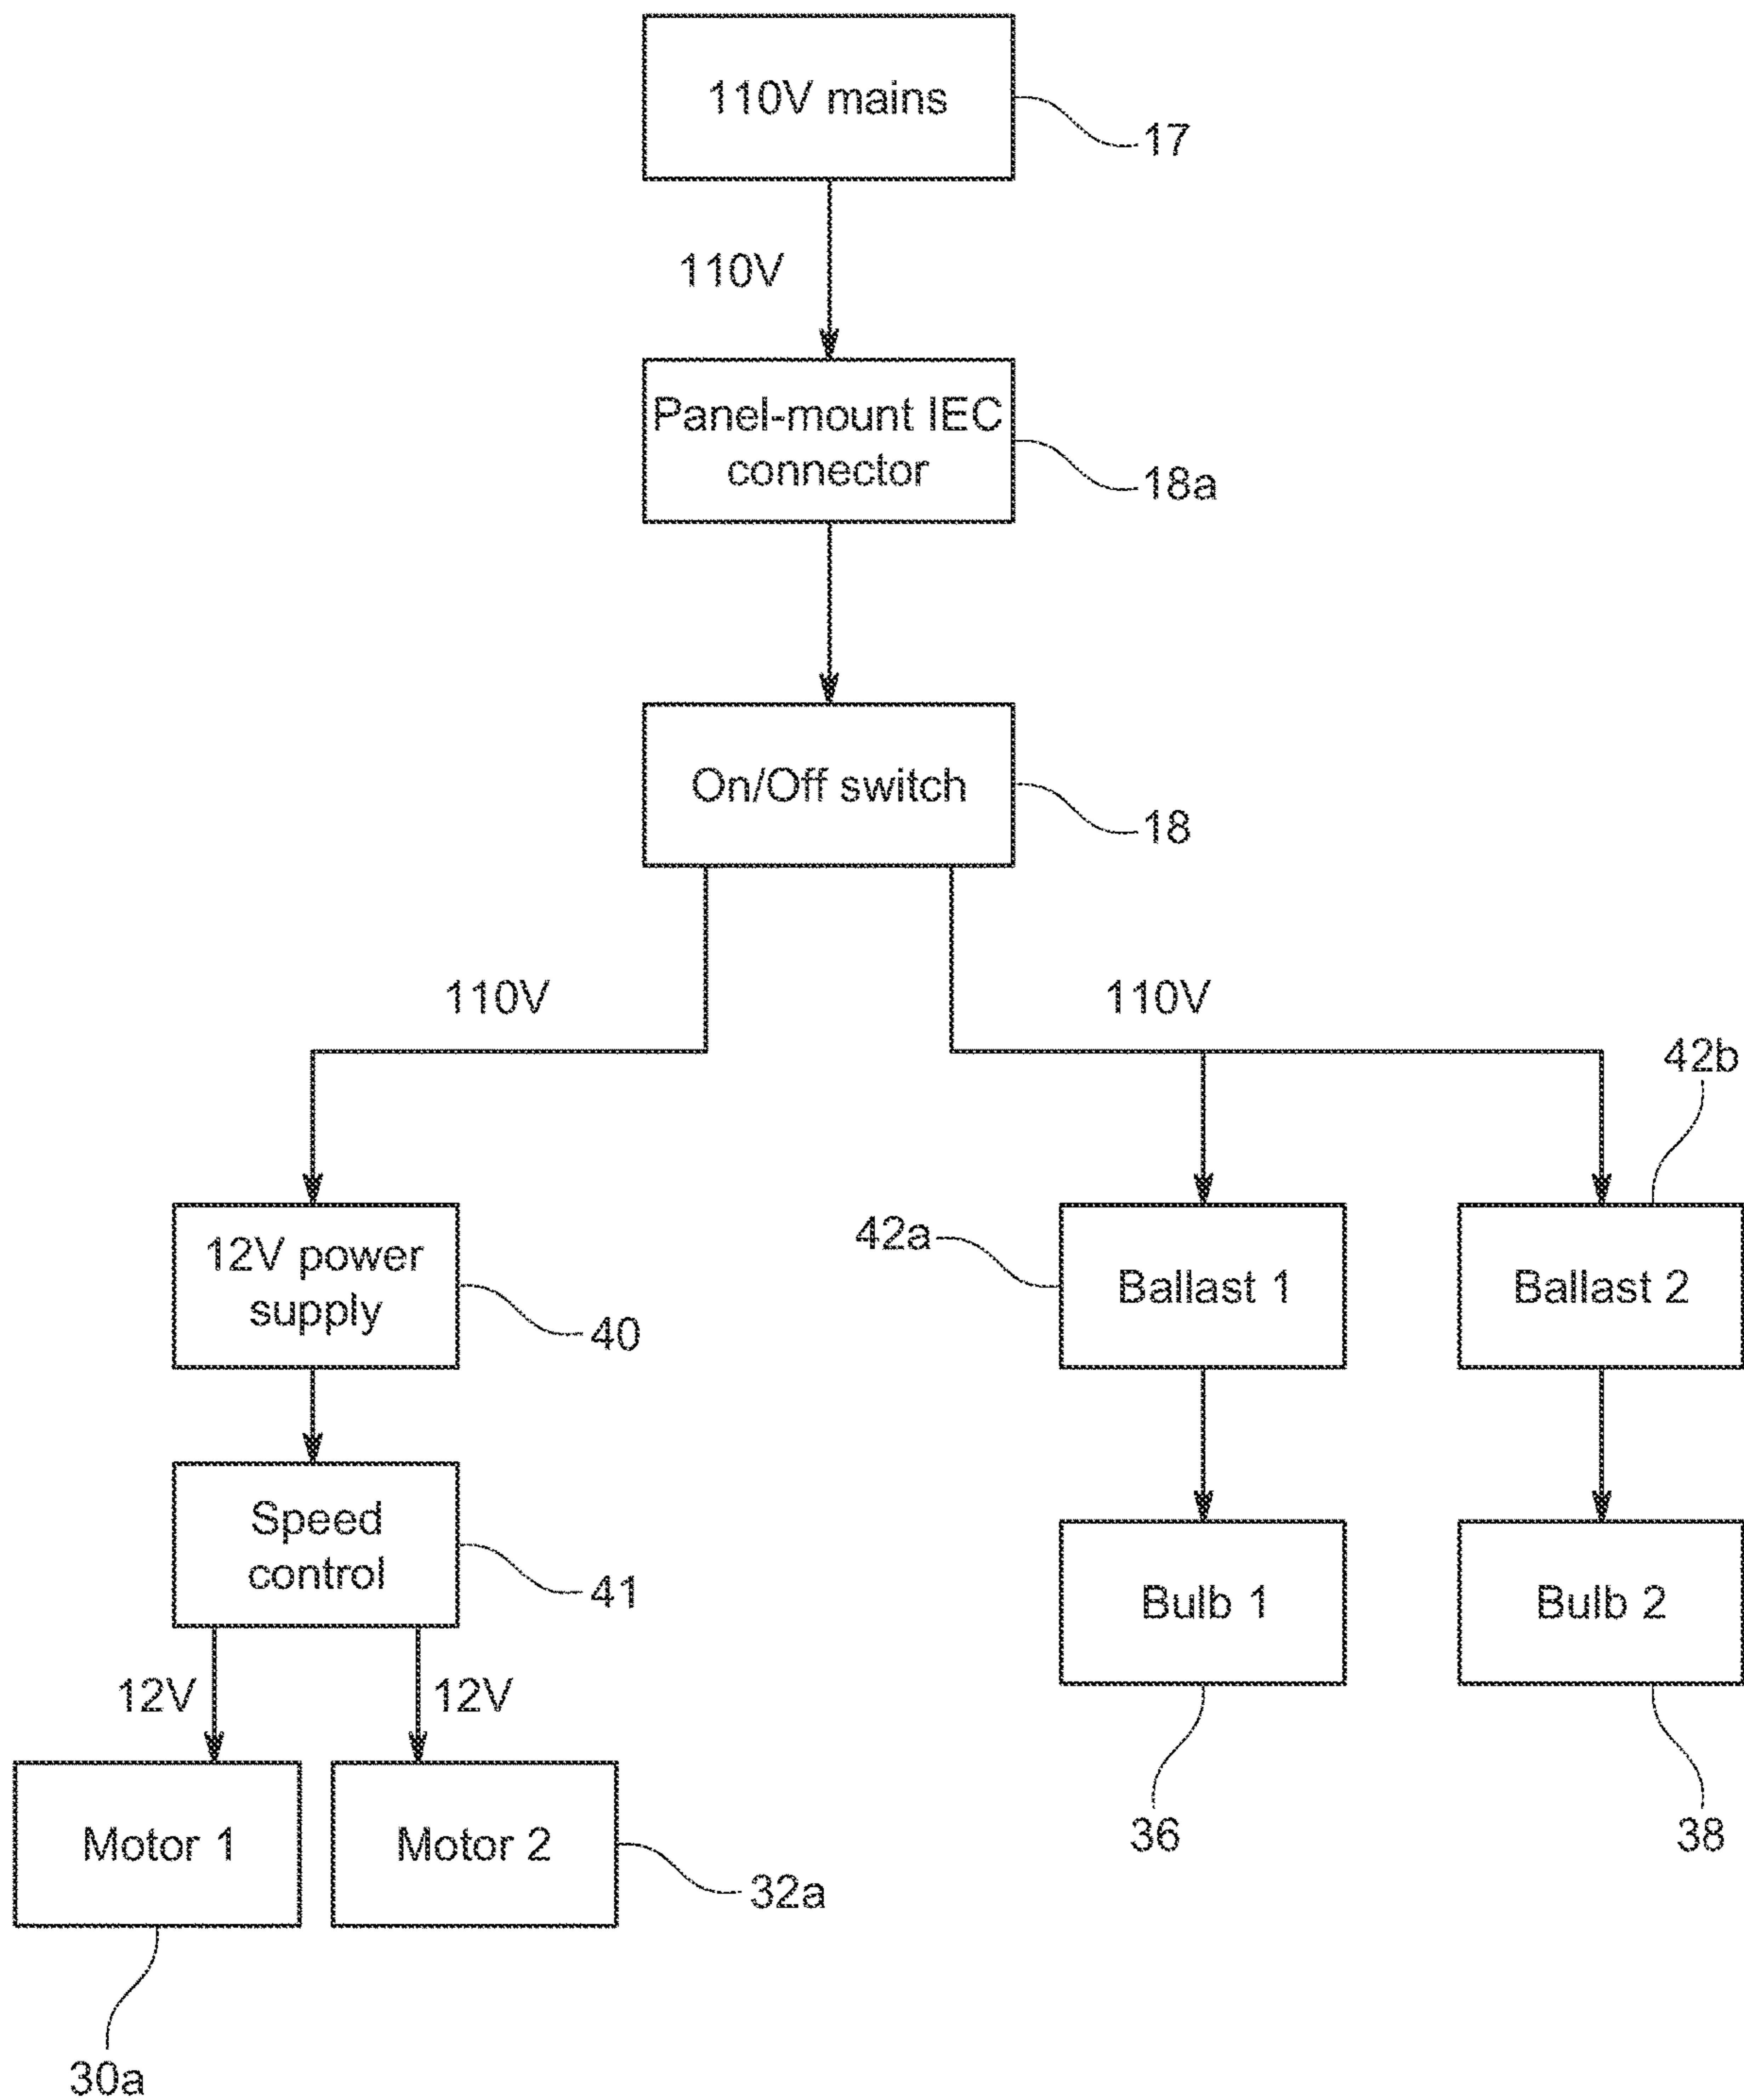 110V mains
17
110V
Panel-mount IEC
connector
18a
On/Off switch
18
110V
110V
42b
42a
12V power
supply
40
Ballast 1
Ballast 2
Speed
control
41
Bulb 1
Bulb 2
12V
12V
36
38
Motor 1
Motor 2
32a
30a